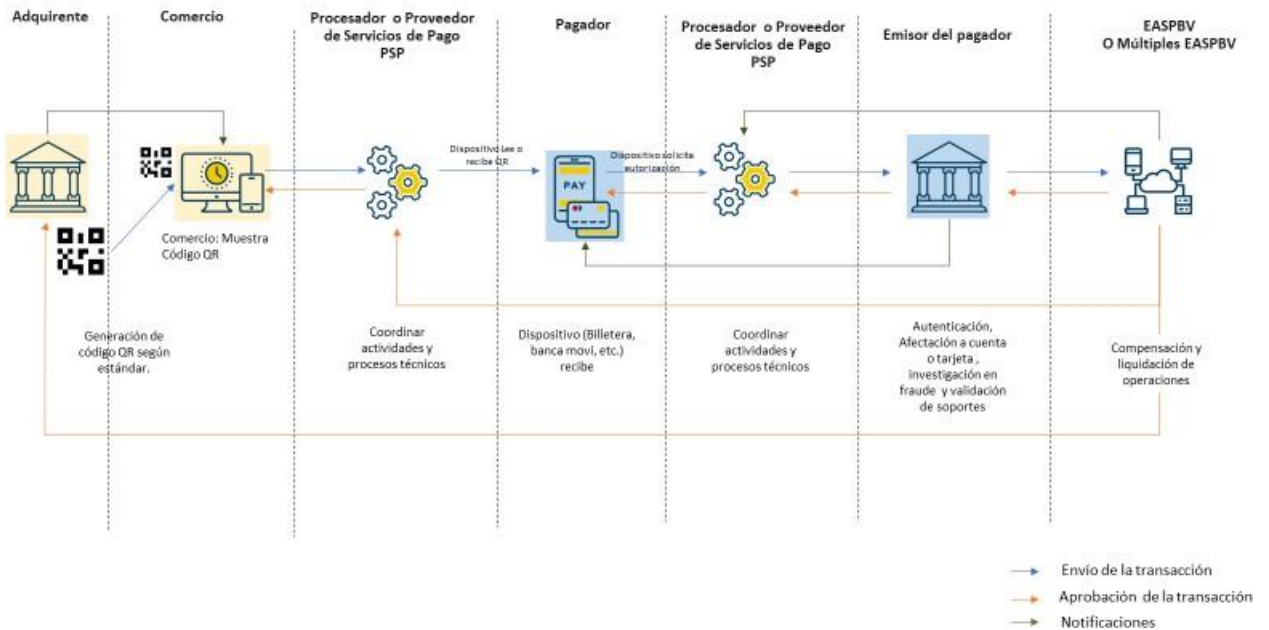 Adquirente
Comercio
Procesador o Proveedor
de Servicios de Pago
PSP
Pagador
Procesador o Proveedor
de Servicios de Pago
PSP
Emisor del pagador
EASPBV
O Múltiples EASPBV
Dispositivo Lee o
recibe QR
Dispositivo solicita
autorización
PAY
Comercio: Muestra
Código QR
Generación de
código QR según
estándar.
Coordinar
actividades y
procesos técnicos
Dispositivo (Billetera,
banca movi, etc.)
recibe
Coordinar
actividades y
procesos técnicos
Autenticación,
Afectación a cuenta
o tarjeta ,
investigación en
fraude y validación
de soportes
Compensación y
liquidación de
operaciones
Envío de la transacción
Aprobación de la transacción
Notificaciones